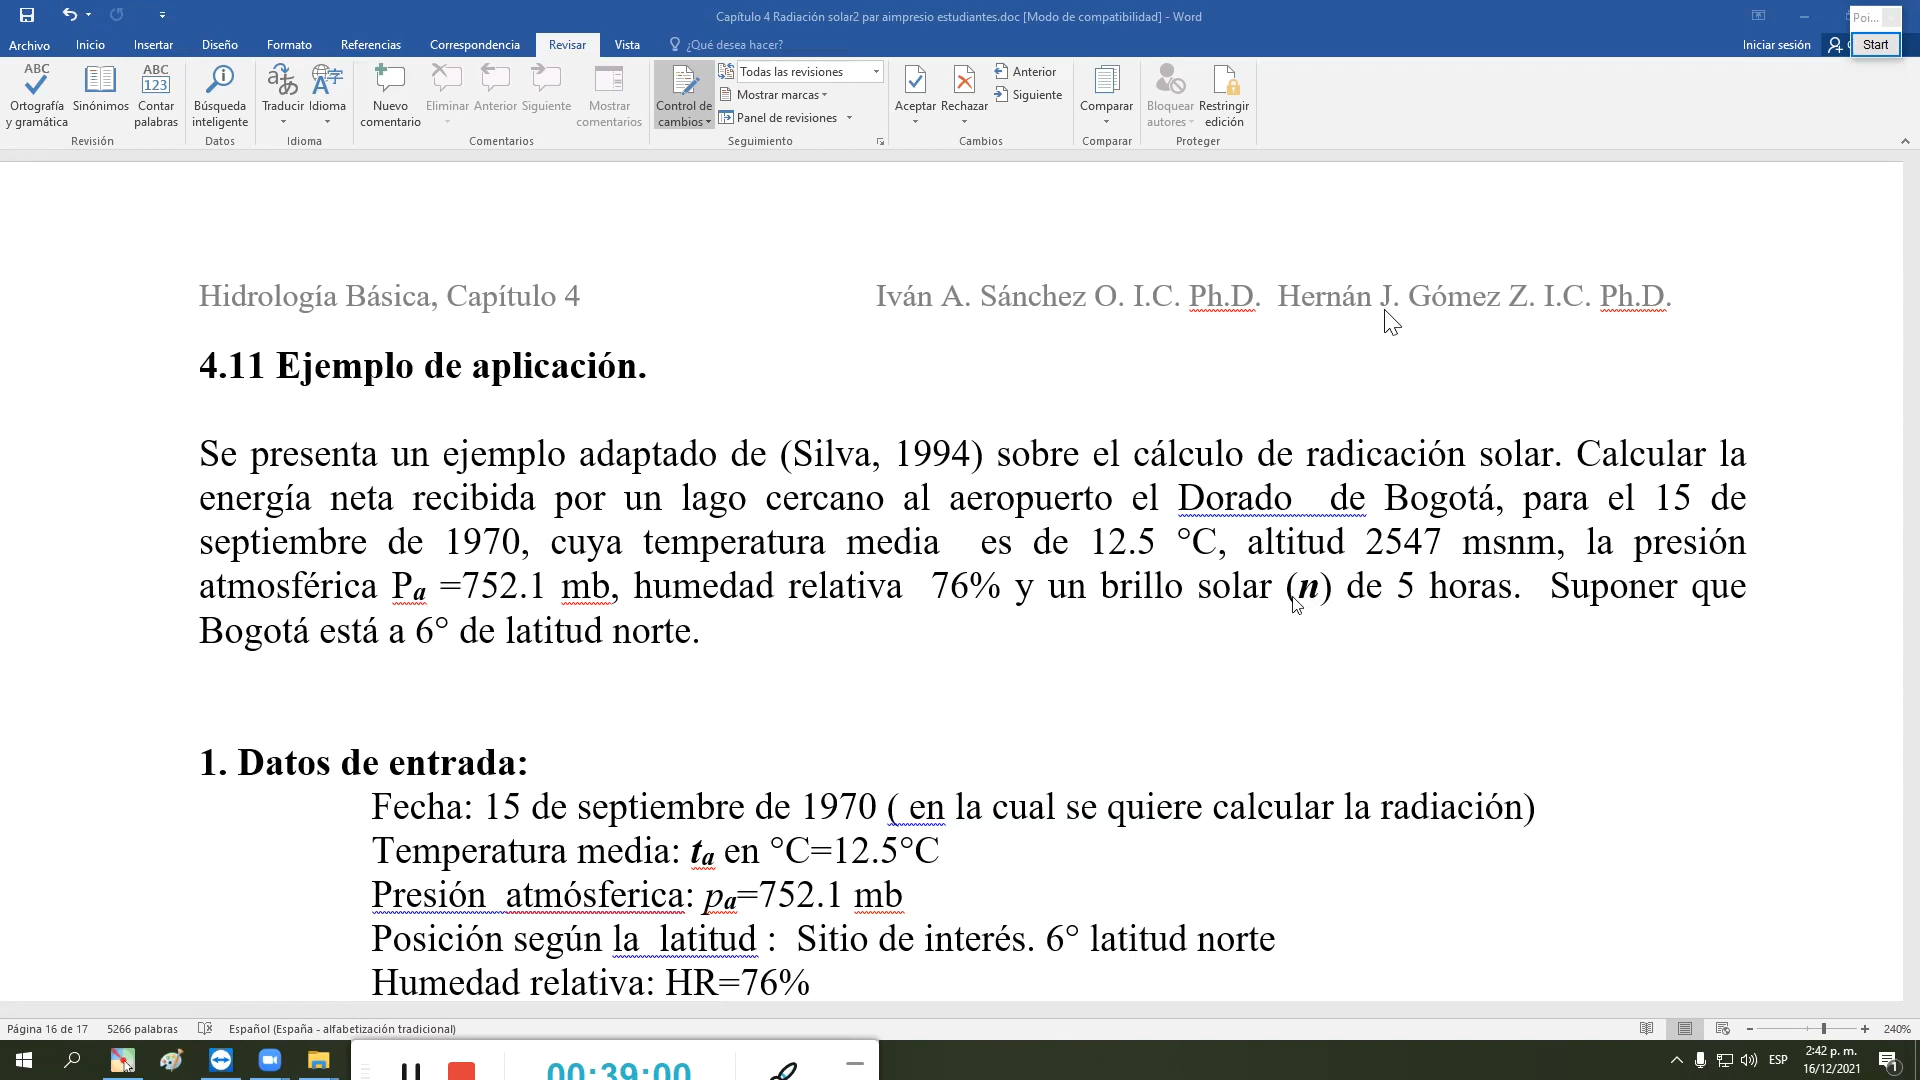 Capítulo 4 Radiación solar2 par aimpresio estudiantes.doc [Modo de compatibilidad] - Word
Poi...
Archivo Inicio Insertar Diseño Formato Referencias Correspondencia Revisar Vista ¿Qué desea hacer? Iniciar sesión Start
ABC Ortografía y gramática
Sinónimos
ABC 123 Contar palabras
Búsqueda inteligente
Traducir
Idioma
Nuevo comentario
Eliminar
Anterior
Siguiente
Mostrar comentarios
Control de cambios
Todas las revisiones
Mostrar marcas
Panel de revisiones
Aceptar
Rechazar
Anterior
Siguiente
Comparar
Bloquear autores
Restringir edición
Revisión Datos Idioma Comentarios Seguimiento Cambios Comparar Proteger
Hidrología Básica, Capítulo 4 Iván A. Sánchez O. I.C. Ph.D. Hernán J. Gómez Z. I.C. Ph.D.
4.11 Ejemplo de aplicación.
Se presenta un ejemplo adaptado de (Silva, 1994) sobre el cálculo de radicación solar. Calcular la
energía neta recibida por un lago cercano al aeropuerto el Dorado de Bogotá, para el 15 de
septiembre de 1970, cuya temperatura media es de 12.5 °C, altitud 2547 msnm, la presión
atmosférica Pa =752.1 mb, humedad relativa 76% y un brillo solar (n) de 5 horas. Suponer que
Bogotá está a 6° de latitud norte.
1. Datos de entrada:
Fecha: 15 de septiembre de 1970 ( en la cual se quiere calcular la radiación)
Temperatura media: ta en °C=12.5°C
Presión atmósferica: pa=752.1 mb
Posición según la latitud : Sitio de interés. 6° latitud norte
Humedad relativa: HR=76%
Página 16 de 17 5266 palabras Español (España - alfabetización tradicional) 240%
00:39:00
ESP
2:42 p. m.
16/12/2021
1